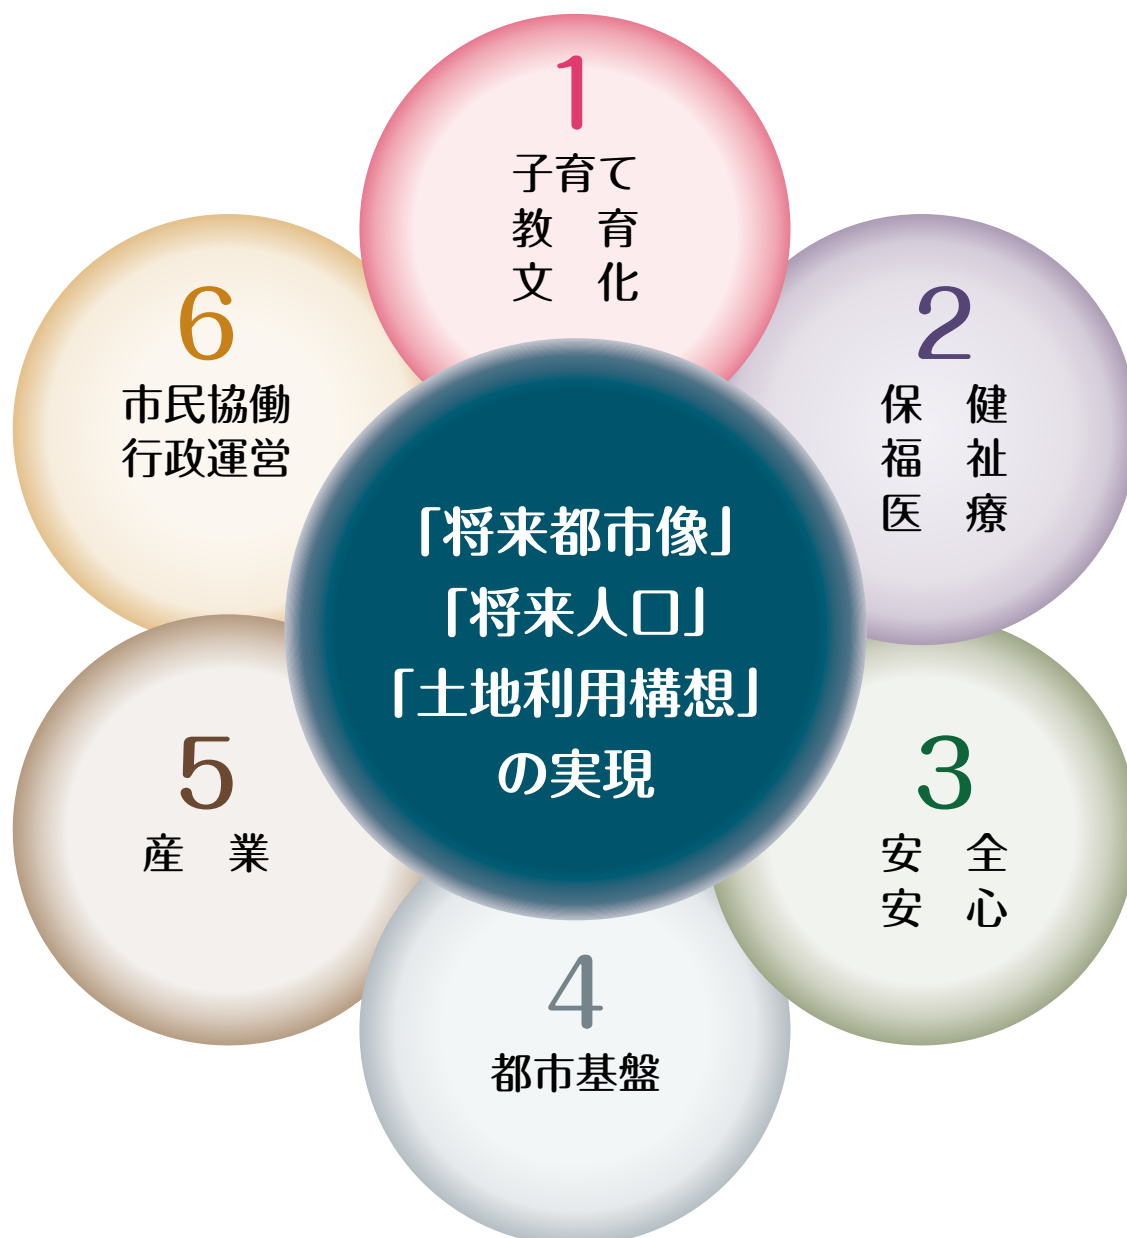 1
子育て
教　育
文　化
2
保　健
福　祉
医　療
3
安　全
安　心
4
都市基盤
5
産　業
6
市民協働
行政運営
「将来都市像」
「将来人口」
「土地利用構想」
の実現